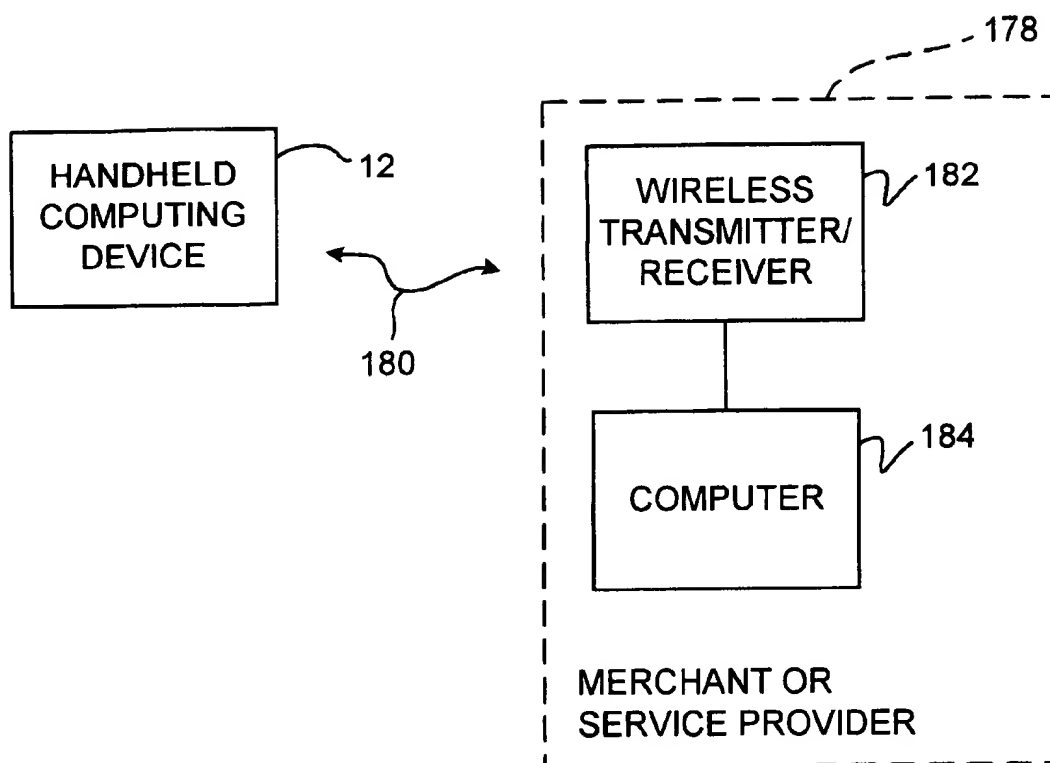 178
HANDHELD
COMPUTING
DEVICE
12
180
WIRELESS
TRANSMITTER/
RECEIVER
182
COMPUTER
184
MERCHANT OR
SERVICE PROVIDER